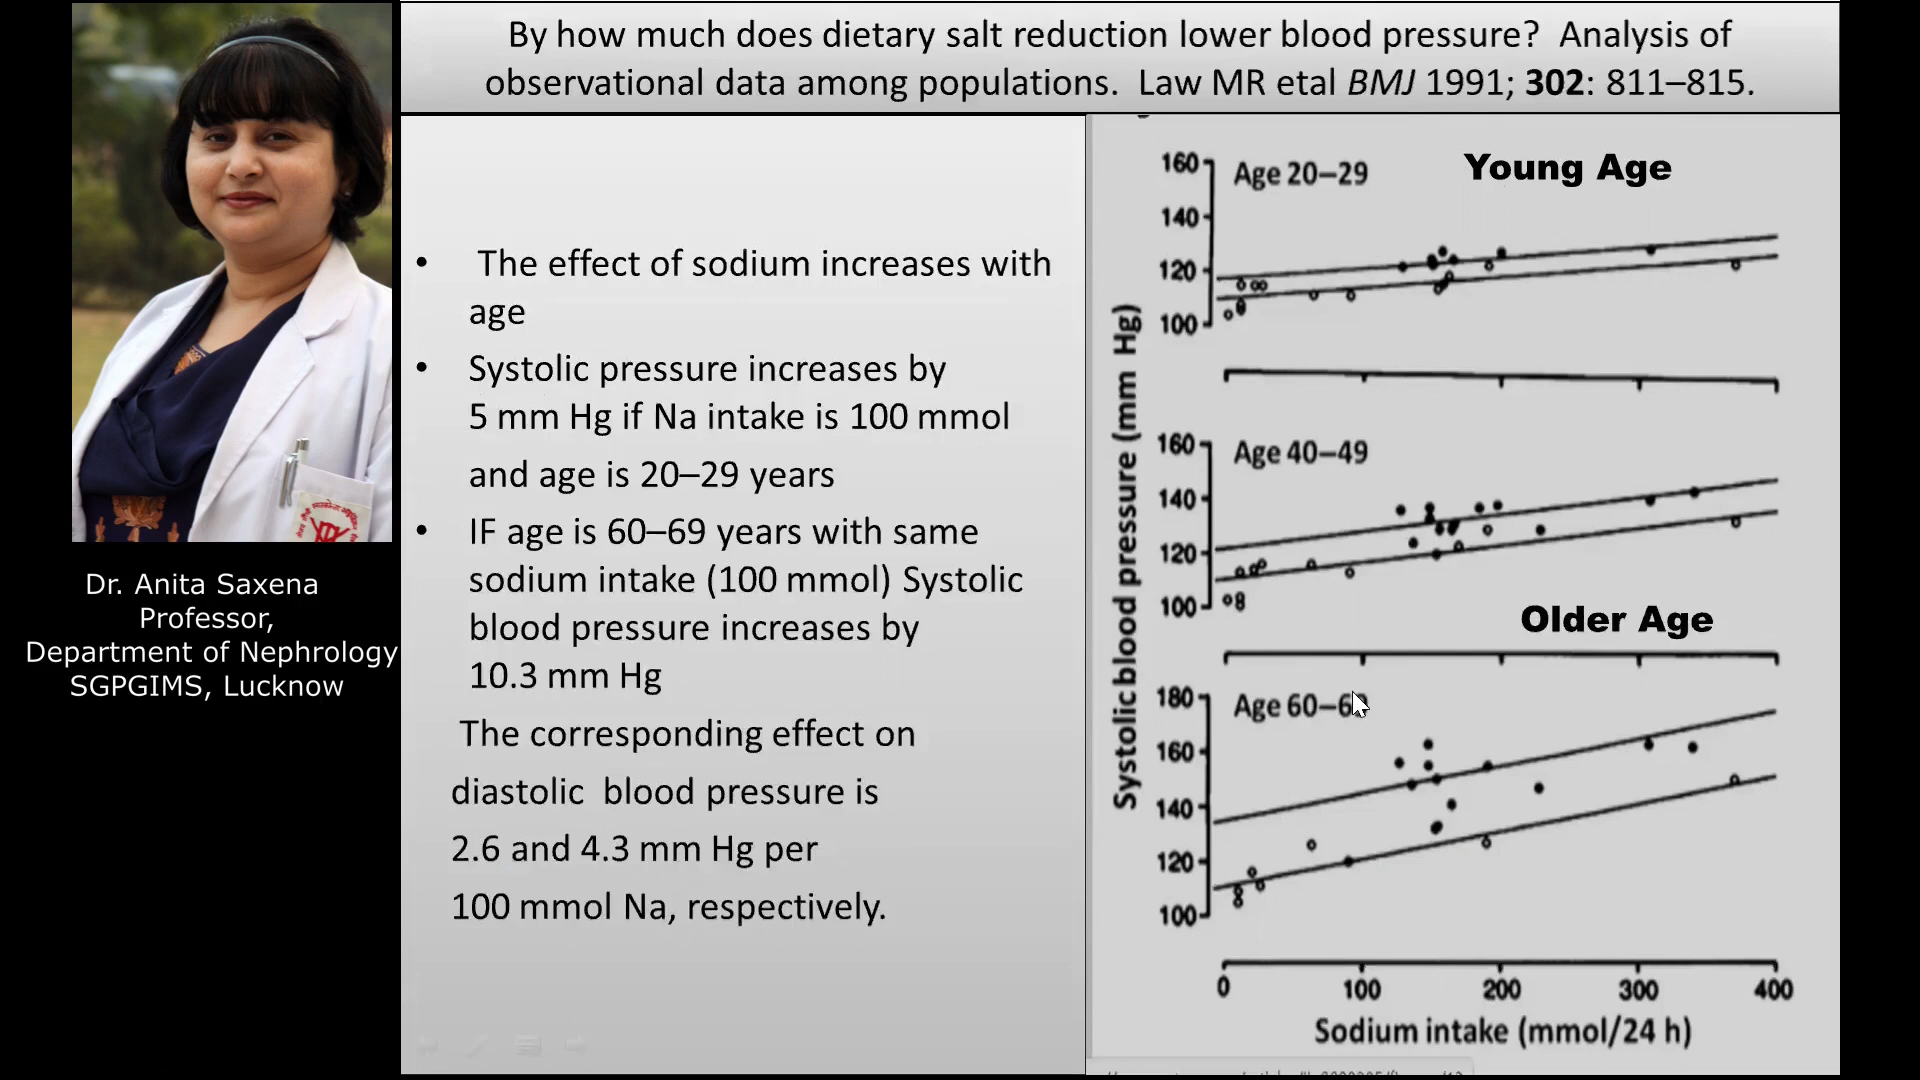 By how much does dietary salt reduction lower blood pressure? Analysis of
observational data among populations. Law MR etal BMJ 1991; 302: 811–815.
• The effect of sodium increases with
age
• Systolic pressure increases by
5 mm Hg if Na intake is 100 mmol
and age is 20–29 years
• IF age is 60–69 years with same
sodium intake (100 mmol) Systolic
blood pressure increases by
10.3 mm Hg
The corresponding effect on
diastolic blood pressure is
2.6 and 4.3 mm Hg per
100 mmol Na, respectively.
Dr. Anita Saxena
Professor,
Department of Nephrology
SGPGIMS, Lucknow
Systolic blood pressure (mm Hg)
Age 20–29
Young Age
160
140
120
100
Age 40–49
160
140
120
100
Older Age
Age 60–69
180
160
140
120
100
0 100 200 300 400
Sodium intake (mmol/24 h)